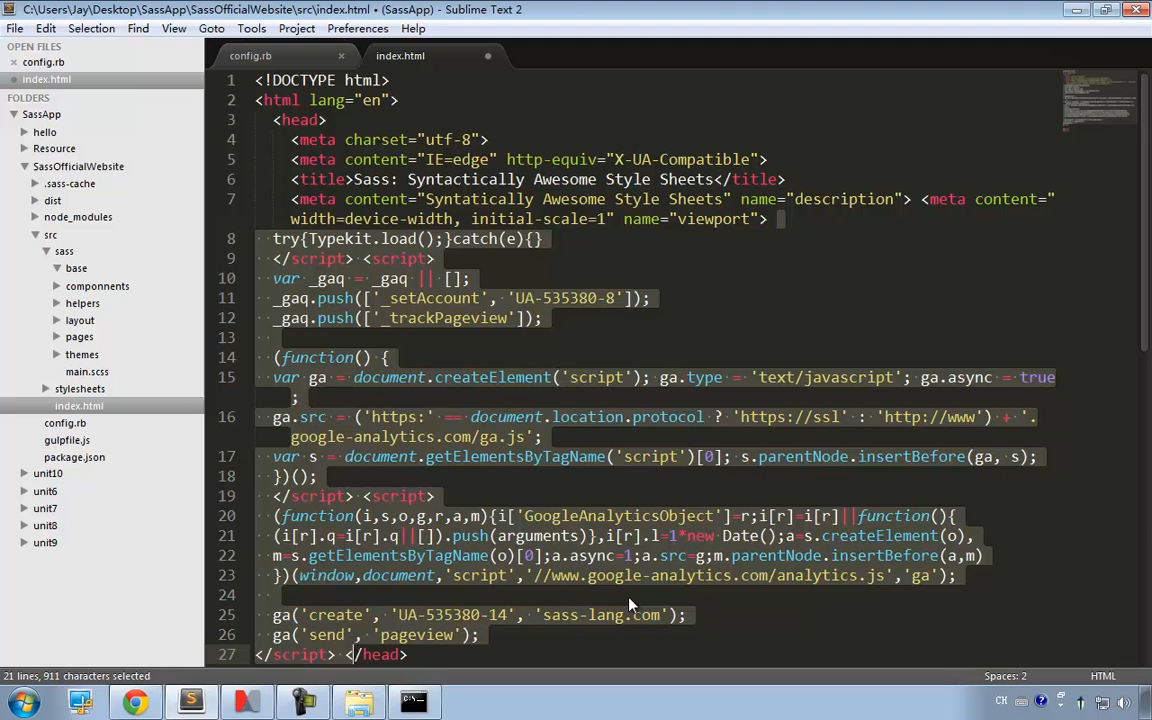 C:\Users\Jay\Desktop\SassApp\SassOfficialWebsite\src\index.html • (SassApp) - Sublime Text 2
File Edit Selection Find View Goto Tools Project Preferences Help
OPEN FILES
config.rb
index.html
FOLDERS
SassApp
hello
Resource
SassOfficialWebsite
.sass-cache
dist
node_modules
src
sass
base
componnents
helpers
layout
pages
themes
main.scss
stylesheets
index.html
config.rb
gulpfile.js
package.json
unit10
unit6
unit7
unit8
unit9
config.rb × index.html
1 <!DOCTYPE html>
2 <html lang="en">
3 <head>
4 <meta charset="utf-8">
5 <meta content="IE=edge" http-equiv="X-UA-Compatible">
6 <title>Sass: Syntactically Awesome Style Sheets</title>
7 <meta content="Syntatically Awesome Style Sheets" name="description"> <meta content="
width=device-width, initial-scale=1" name="viewport">
8 try{Typekit.load();}catch(e){}
9 </script> <script>
10 var _gaq = _gaq || [];
11 _gaq.push(['_setAccount', 'UA-535380-8']);
12 _gaq.push(['_trackPageview']);
13
14 (function() {
15 var ga = document.createElement('script'); ga.type = 'text/javascript'; ga.async = true
;
16 ga.src = ('https:' == document.location.protocol ? 'https://ssl' : 'http://www') + '.
google-analytics.com/ga.js';
17 var s = document.getElementsByTagName('script')[0]; s.parentNode.insertBefore(ga, s);
18 })();
19 </script> <script>
20 (function(i,s,o,g,r,a,m){i['GoogleAnalyticsObject']=r;i[r]=i[r]||function(){
21 (i[r].q=i[r].q||[]).push(arguments)},i[r].l=1*new Date();a=s.createElement(o),
22 m=s.getElementsByTagName(o)[0];a.async=1;a.src=g;m.parentNode.insertBefore(a,m)
23 })(window,document,'script','//www.google-analytics.com/analytics.js','ga');
24
25 ga('create', 'UA-535380-14', 'sass-lang.com');
26 ga('send', 'pageview');
27 </script> </head>
21 lines, 911 characters selected Spaces: 2 HTML
CH